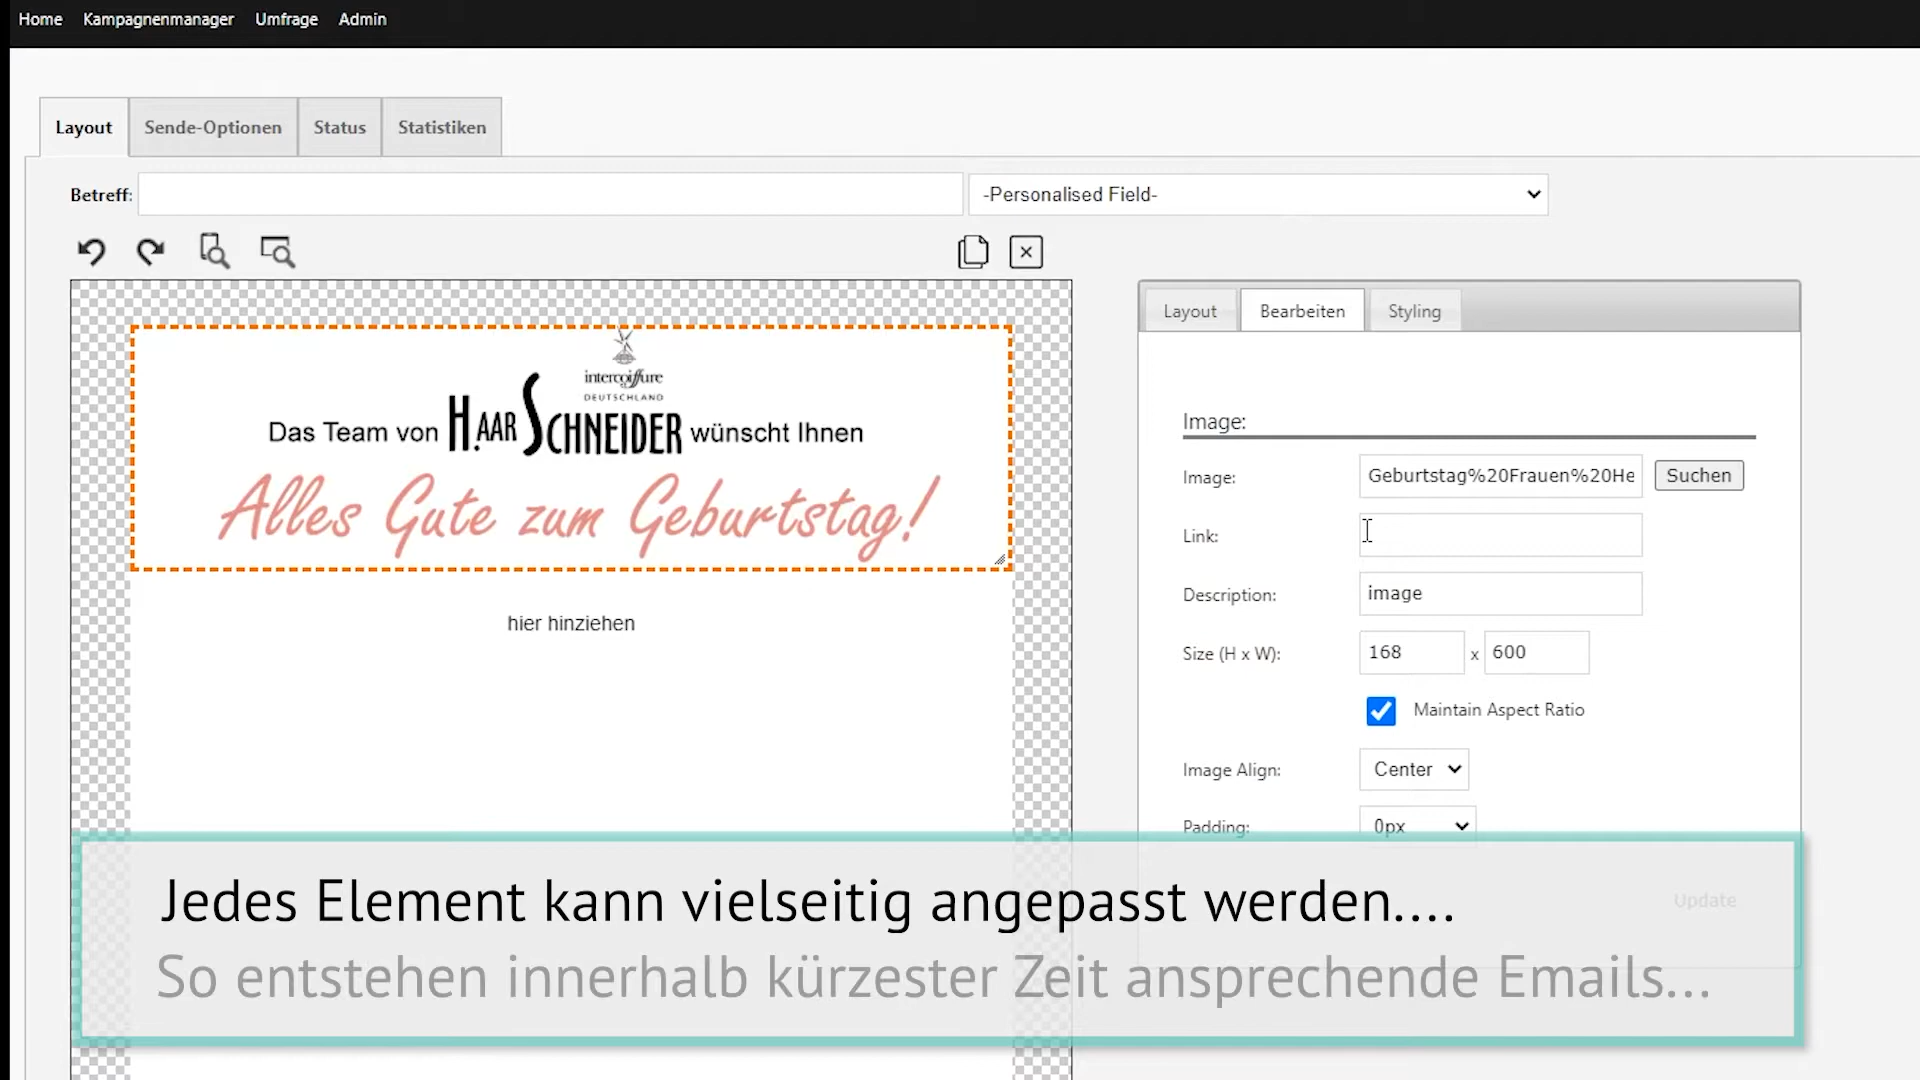 Home Kampagnenmanager Umfrage Admin
Layout Sende-Optionen Status Statistiken
Betreff: -Personalised Field-
Layout Bearbeiten Styling
intercoiffure
DEUTSCHLAND
Das Team von HAAR SCHNEIDER wünscht Ihnen
Alles Gute zum Geburtstag!
hier hinziehen
Image:
Image: Geburtstag%20Frauen%20He Suchen
Link:
Description: image
Size (H x W): 168 x 600
Maintain Aspect Ratio
Image Align: Center
Padding: 0px
Update
Jedes Element kann vielseitig angepasst werden....
So entstehen innerhalb kürzester Zeit ansprechende Emails...